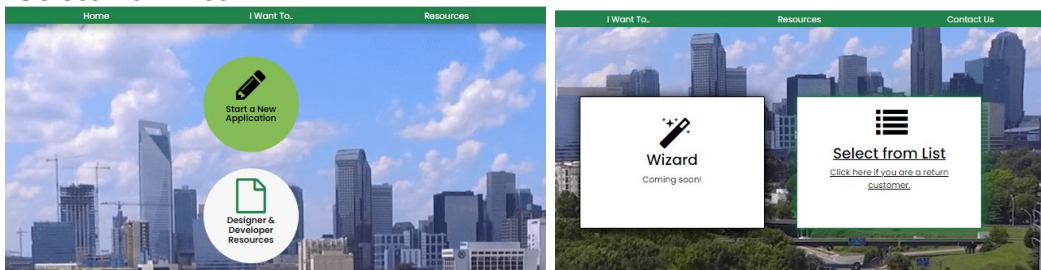 Home I Want To.. Resources
Start a New
Application
Designer &
Developer
Resources
I Want To.. Resources Contact Us
Wizard
Coming soon!
Select from List
Click here if you are a return
customer.